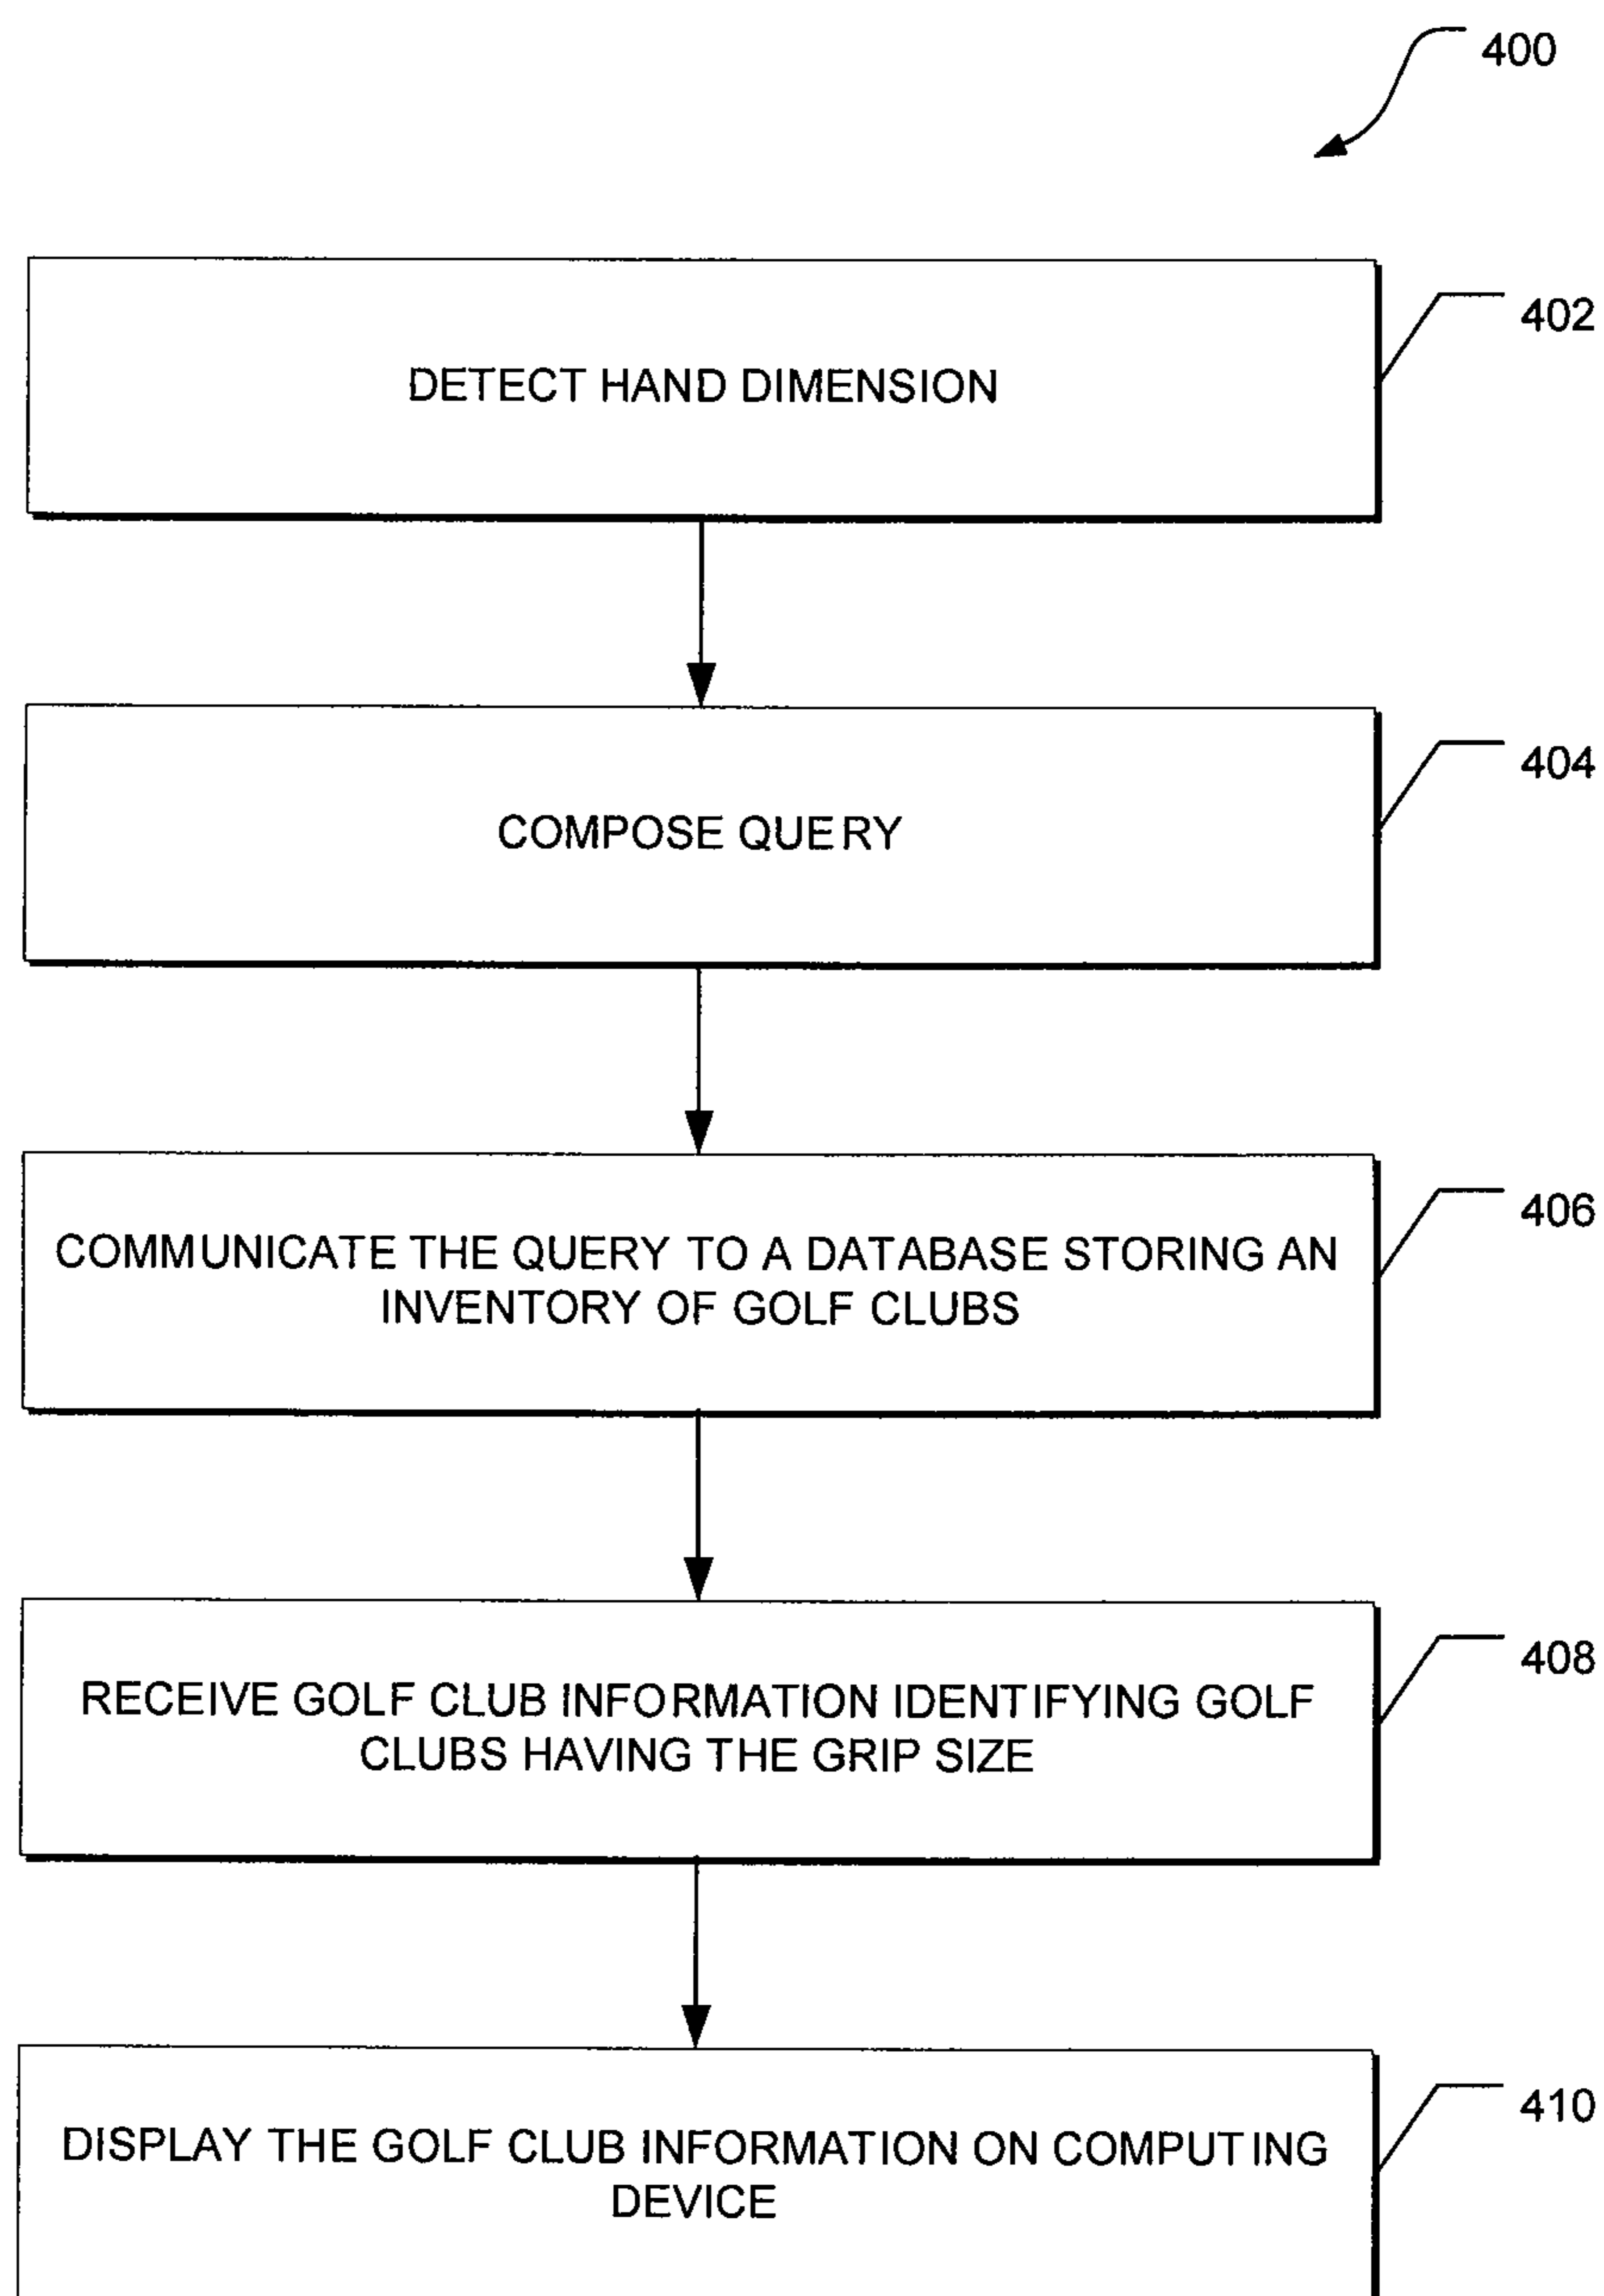 400
DETECT HAND DIMENSION
402
COMPOSE QUERY
404
COMMUNICATE THE QUERY TO A DATABASE STORING AN
INVENTORY OF GOLF CLUBS
406
RECEIVE GOLF CLUB INFORMATION IDENTIFYING GOLF
CLUBS HAVING THE GRIP SIZE
408
DISPLAY THE GOLF CLUB INFORMATION ON COMPUTING
DEVICE
410